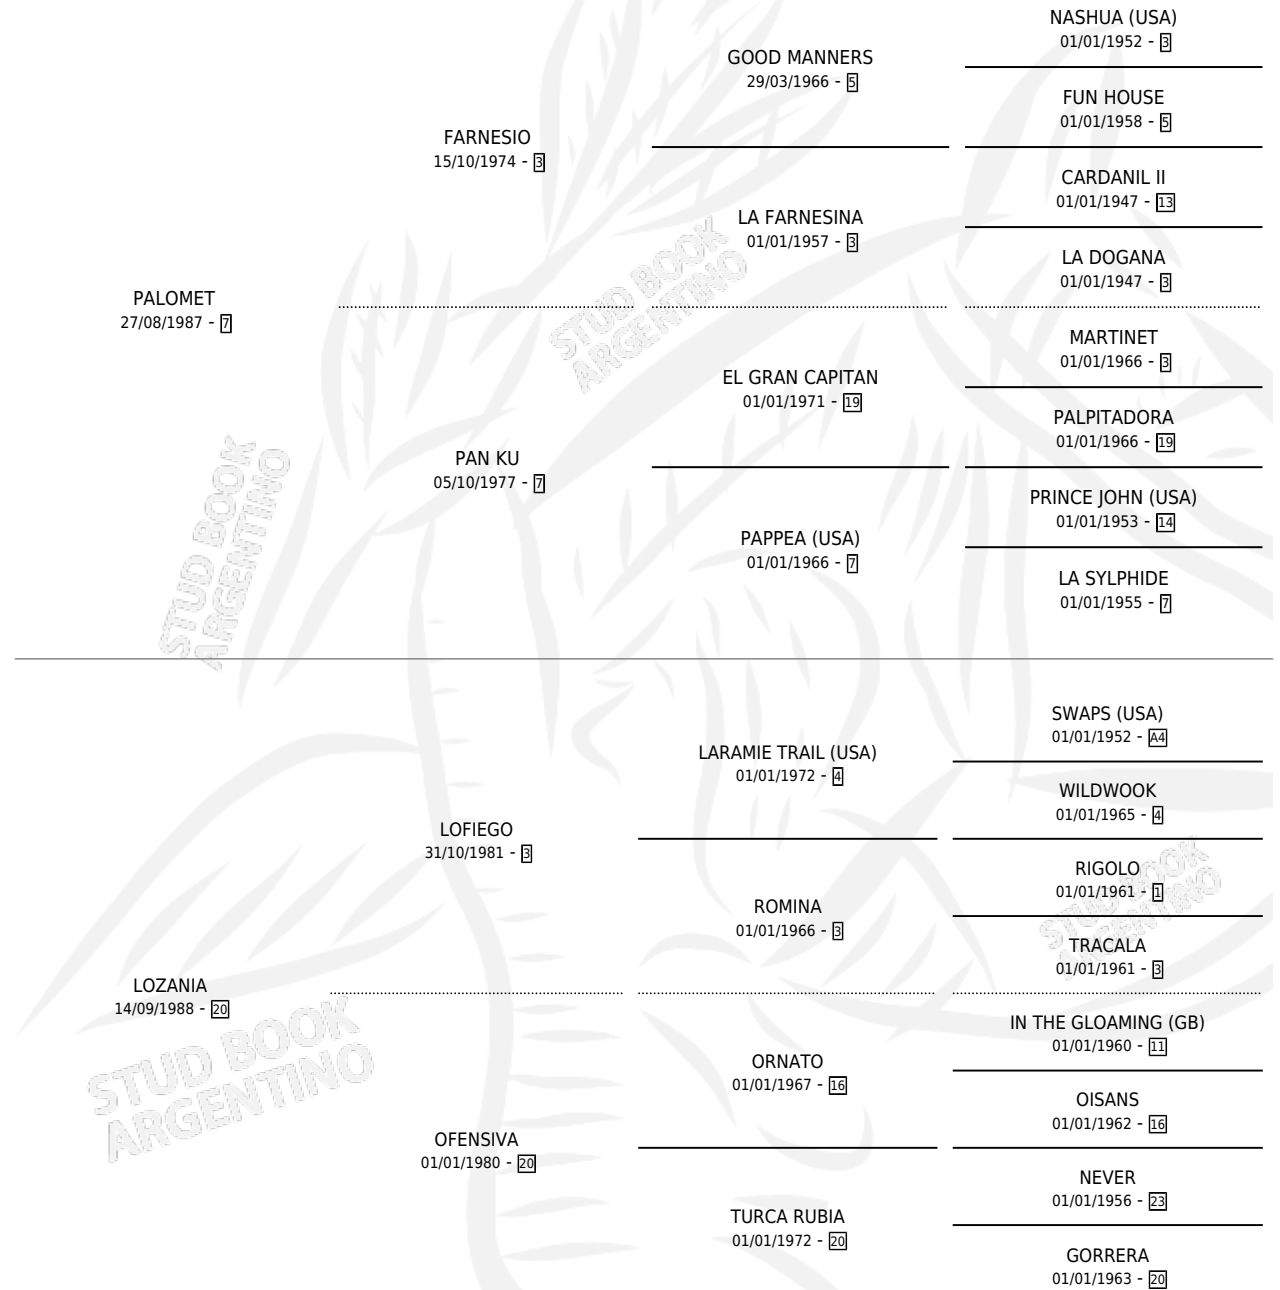 NASHUA (USA)
01/01/1952 - 3
GOOD MANNERS
29/03/1966 - 5
FUN HOUSE
01/01/1958 - 5
FARNESIO
15/10/1974 - 3
CARDANIL II
01/01/1947 - 13
LA FARNESINA
01/01/1957 - 3
LA DOGANA
01/01/1947 - 3
PALOMET
27/08/1987 - 7
MARTINET
01/01/1966 - 3
EL GRAN CAPITAN
01/01/1971 - 19
PALPITADORA
01/01/1966 - 19
PAN KU
05/10/1977 - 7
PRINCE JOHN (USA)
01/01/1953 - 14
PAPPEA (USA)
01/01/1966 - 7
LA SYLPHIDE
01/01/1955 - 7
STUD BOOK
ARGENTINO
STUD BOOK
ARGENTINO
SWAPS (USA)
01/01/1952 - A4
LARAMIE TRAIL (USA)
01/01/1972 - 4
WILDWOOK
01/01/1965 - 4
LOFIEGO
31/10/1981 - 3
RIGOLO
01/01/1961 - 1
ROMINA
01/01/1966 - 3
TRACALA
01/01/1961 - 3
LOZANIA
14/09/1988 - 20
IN THE GLOAMING (GB)
01/01/1960 - 11
ORNATO
01/01/1967 - 16
OISANS
01/01/1962 - 16
OFENSIVA
01/01/1980 - 20
NEVER
01/01/1956 - 23
TURCA RUBIA
01/01/1972 - 20
GORRERA
01/01/1963 - 20
STUD BOOK
ARGENTINO
STUD BOOK
ARGENTINO